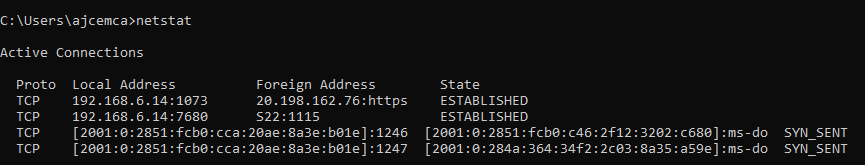 C:\Users\ajcemca>netstat
Active Connections
Proto Local Address Foreign Address State
TCP 192.168.6.14:1073 20.198.162.76:https ESTABLISHED
TCP 192.168.6.14:7680 S22:1115 ESTABLISHED
TCP [2001:0:2851:fcb0:cca:20ae:8a3e:b01e]:1246 [2001:0:2851:fcb0:c46:2f12:3202:c680]:ms-do SYN_SENT
TCP [2001:0:2851:fcb0:cca:20ae:8a3e:b01e]:1247 [2001:0:284a:364:34f2:2c03:8a35:a59e]:ms-do SYN_SENT